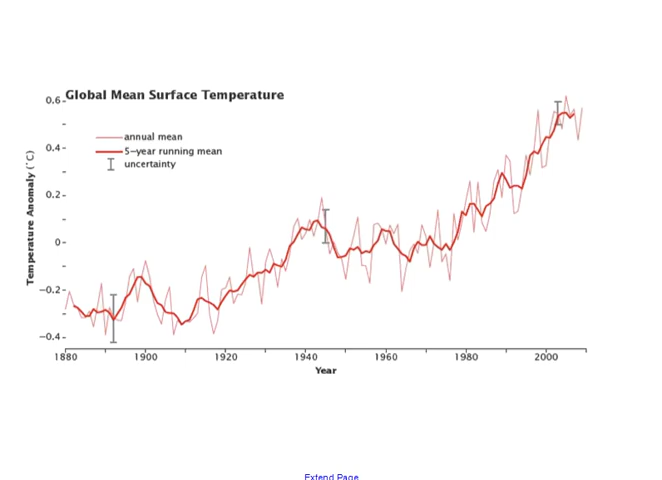 Global Mean Surface Temperature
annual mean
5−year running mean
uncertainty
Temperature Anomaly (˚C)
0.6
0.4
0.2
0
−0.2
−0.4
1880 1900 1920 1940 1960 1980 2000
Year
Extend Page